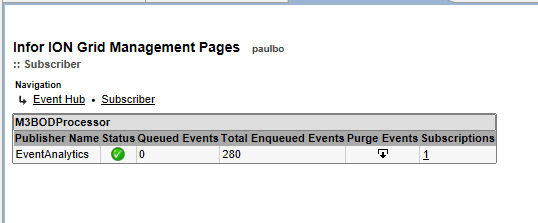 Infor ION Grid Management Pages paulbo
:: Subscriber
Navigation
Event Hub • Subscriber
M3BODProcessor
Publisher Name Status Queued Events Total Enqueued Events Purge Events Subscriptions
EventAnalytics 0 280 1